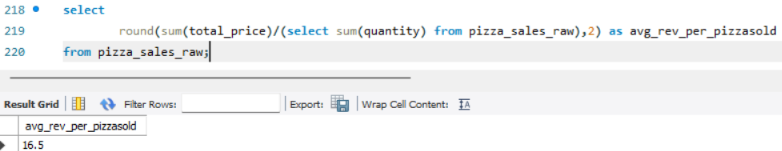 218 select
219 round(sum(total_price)/(select sum(quantity) from pizza_sales_raw),2) as avg_rev_per_pizzasold
220 from pizza_sales_raw;
Result Grid Filter Rows: Export: Wrap Cell Content: IA
avg_rev_per_pizzasold
16.5